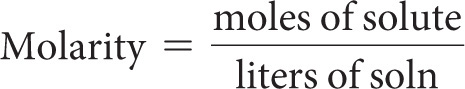 Molarity = moles of solute
liters of soln